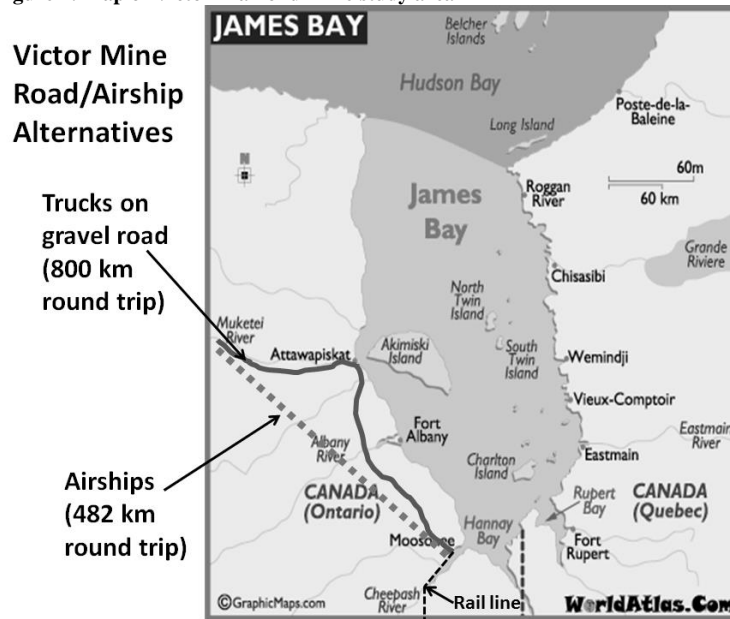 JAMES BAY
Victor Mine
Road/Airship
Alternatives
Trucks on
gravel road
(800 km
round trip)
Airships
(482 km
round trip)
Belcher
Islands
Hudson Bay
Poste-de-la-
Baleine
Long Island
N
60m
60 km
James
Bay
Roggan
River
Grande
Riviere
Chisasibi
North
Twin
Island
Muketei
River
Attawapiskat
Akimiski
Island
South
Twin
Island
Wemindji
Vieux-Comptoir
Fort
Albany
Albany
River
Eastmain
River
Eastmain
Charlton
Island
CANADA
(Ontario)
Rupert
Bay
CANADA
(Quebec)
Hannay
Bay
Fort
Rupert
Cheepash
River
Rail line
©GraphicMaps.com
WorldAtlas.Com